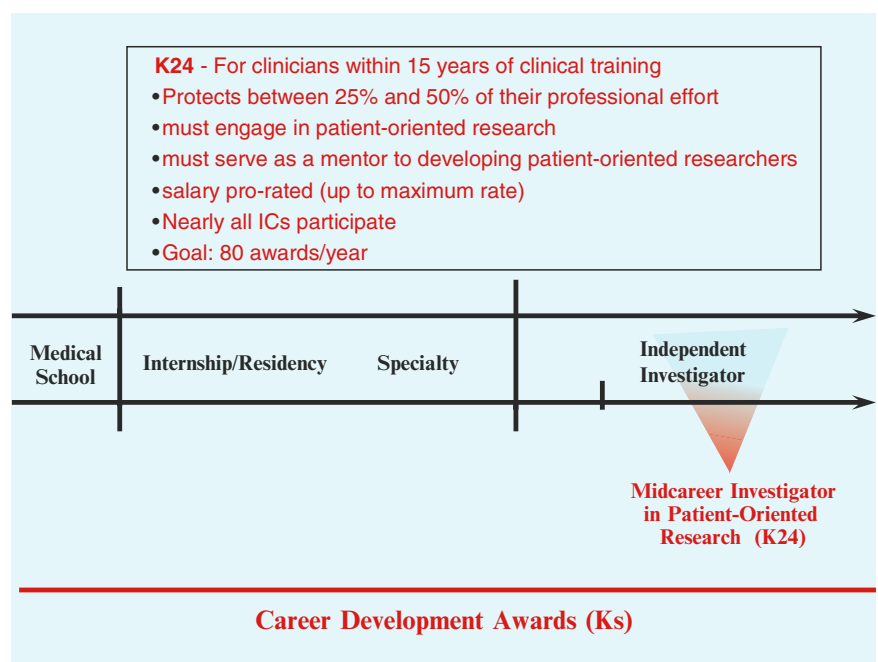 K24 - For clinicians within 15 years of clinical training
•Protects between 25% and 50% of their professional effort
•must engage in patient-oriented research
•must serve as a mentor to developing patient-oriented researchers
•salary pro-rated (up to maximum rate)
•Nearly all ICs participate
•Goal: 80 awards/year
Medical
School
Internship/Residency
Specialty
Independent
Investigator
Midcareer Investigator
in Patient-Oriented
Research (K24)
Career Development Awards (Ks)